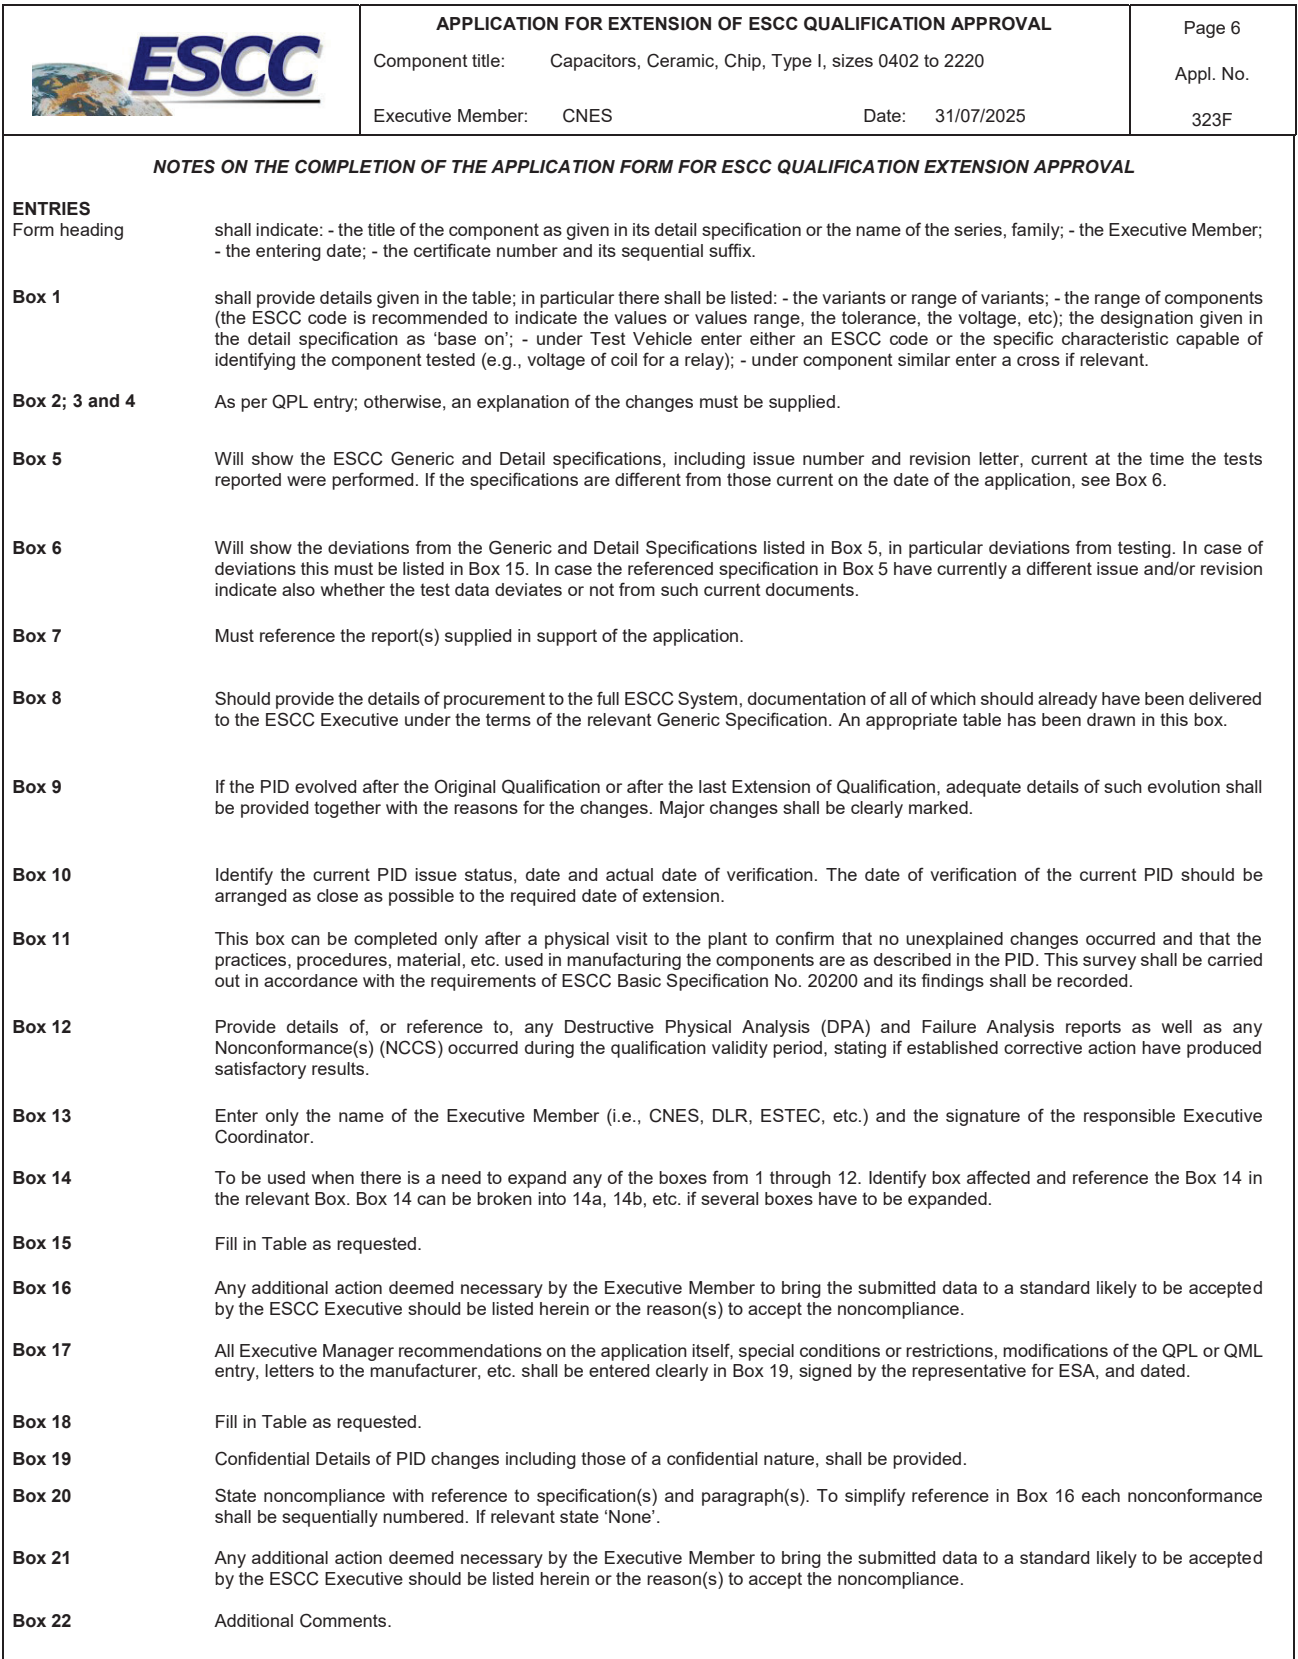 ESCC
APPLICATION FOR EXTENSION OF ESCC QUALIFICATION APPROVAL
Component title: Capacitors, Ceramic, Chip, Type I, sizes 0402 to 2220
Executive Member: CNES Date: 31/07/2025
Page 6
Appl. No.
323F
NOTES ON THE COMPLETION OF THE APPLICATION FORM FOR ESCC QUALIFICATION EXTENSION APPROVAL
ENTRIES
Form heading shall indicate: - the title of the component as given in its detail specification or the name of the series, family; - the Executive Member;
- the entering date; - the certificate number and its sequential suffix.
Box 1 shall provide details given in the table; in particular there shall be listed: - the variants or range of variants; - the range of components
(the ESCC code is recommended to indicate the values or values range, the tolerance, the voltage, etc); the designation given in
the detail specification as ‘base on’; - under Test Vehicle enter either an ESCC code or the specific characteristic capable of
identifying the component tested (e.g., voltage of coil for a relay); - under component similar enter a cross if relevant.
Box 2; 3 and 4 As per QPL entry; otherwise, an explanation of the changes must be supplied.
Box 5 Will show the ESCC Generic and Detail specifications, including issue number and revision letter, current at the time the tests
reported were performed. If the specifications are different from those current on the date of the application, see Box 6.
Box 6 Will show the deviations from the Generic and Detail Specifications listed in Box 5, in particular deviations from testing. In case of
deviations this must be listed in Box 15. In case the referenced specification in Box 5 have currently a different issue and/or revision
indicate also whether the test data deviates or not from such current documents.
Box 7 Must reference the report(s) supplied in support of the application.
Box 8 Should provide the details of procurement to the full ESCC System, documentation of all of which should already have been delivered
to the ESCC Executive under the terms of the relevant Generic Specification. An appropriate table has been drawn in this box.
Box 9 If the PID evolved after the Original Qualification or after the last Extension of Qualification, adequate details of such evolution shall
be provided together with the reasons for the changes. Major changes shall be clearly marked.
Box 10 Identify the current PID issue status, date and actual date of verification. The date of verification of the current PID should be
arranged as close as possible to the required date of extension.
Box 11 This box can be completed only after a physical visit to the plant to confirm that no unexplained changes occurred and that the
practices, procedures, material, etc. used in manufacturing the components are as described in the PID. This survey shall be carried
out in accordance with the requirements of ESCC Basic Specification No. 20200 and its findings shall be recorded.
Box 12 Provide details of, or reference to, any Destructive Physical Analysis (DPA) and Failure Analysis reports as well as any
Nonconformance(s) (NCCS) occurred during the qualification validity period, stating if established corrective action have produced
satisfactory results.
Box 13 Enter only the name of the Executive Member (i.e., CNES, DLR, ESTEC, etc.) and the signature of the responsible Executive
Coordinator.
Box 14 To be used when there is a need to expand any of the boxes from 1 through 12. Identify box affected and reference the Box 14 in
the relevant Box. Box 14 can be broken into 14a, 14b, etc. if several boxes have to be expanded.
Box 15 Fill in Table as requested.
Box 16 Any additional action deemed necessary by the Executive Member to bring the submitted data to a standard likely to be accepted
by the ESCC Executive should be listed herein or the reason(s) to accept the noncompliance.
Box 17 All Executive Manager recommendations on the application itself, special conditions or restrictions, modifications of the QPL or QML
entry, letters to the manufacturer, etc. shall be entered clearly in Box 19, signed by the representative for ESA, and dated.
Box 18 Fill in Table as requested.
Box 19 Confidential Details of PID changes including those of a confidential nature, shall be provided.
Box 20 State noncompliance with reference to specification(s) and paragraph(s). To simplify reference in Box 16 each nonconformance
shall be sequentially numbered. If relevant state ‘None’.
Box 21 Any additional action deemed necessary by the Executive Member to bring the submitted data to a standard likely to be accepted
by the ESCC Executive should be listed herein or the reason(s) to accept the noncompliance.
Box 22 Additional Comments.